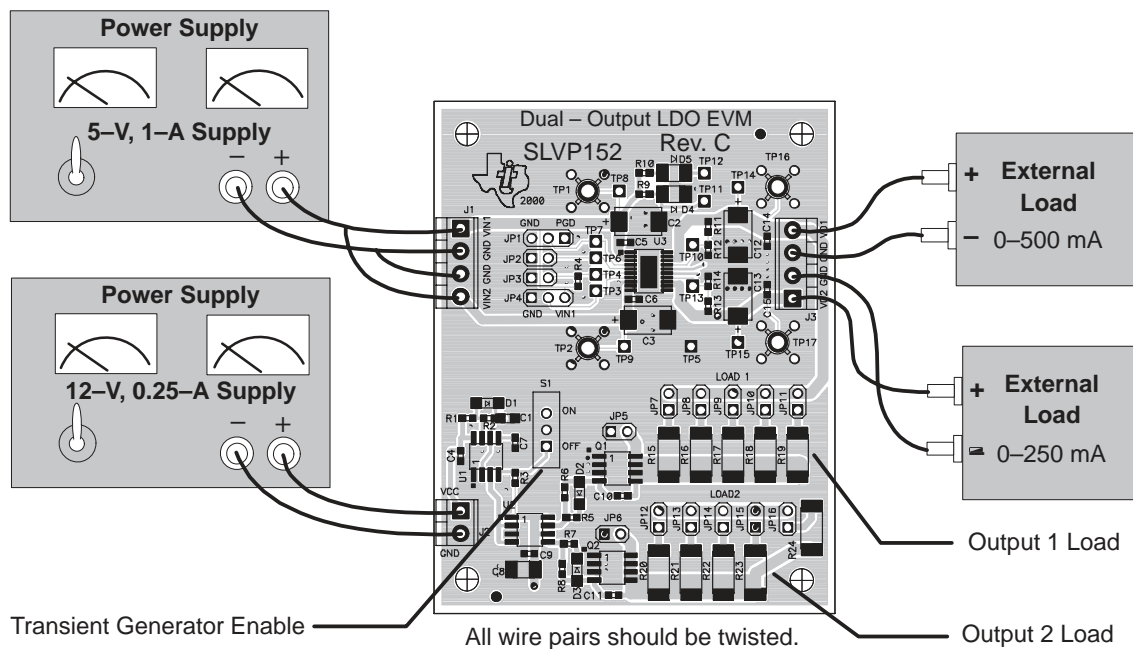 Power Supply
5–V, 1–A Supply
–
+
Power Supply
12–V, 0.25–A Supply
–
+
Dual – Output LDO EVM
SLVP152
Rev. C
2000
R10
D5
TP12
TP8
R9
TP11
D4
TP1
TP14
TP16
J1
VIN1
GND
GND
VIN2
GND
PGD
JP1
JP2
JP3
JP4
GND
VIN1
R4
TP7
TP6
TP4
TP3
+
C2
C5
U3
C6
+
C3
TP10
TP13
R11
R12
R14
R13
+
C14
C12
C13
+
VO1
GND
GND
VO2
J3
TP2
TP9
TP5
TP15
TP17
LOAD 1
JP7
JP8
JP9
JP10
JP11
S1
ON
OFF
D1
R1
R2
C1
C4
C7
U1
R3
JP5
Q1
1
R6
D2
C10
R5
R15
R16
R17
R18
R19
LOAD2
JP12
JP13
JP14
JP15
JP16
VCC
GND
1
C9
C8
R7
R8
D3
JP6
Q2
1
C11
R20
R21
R22
R23
R24
+
External
Load
–
0–500 mA
+
External
Load
0–250 mA
Output 1 Load
Output 2 Load
Transient Generator Enable
All wire pairs should be twisted.